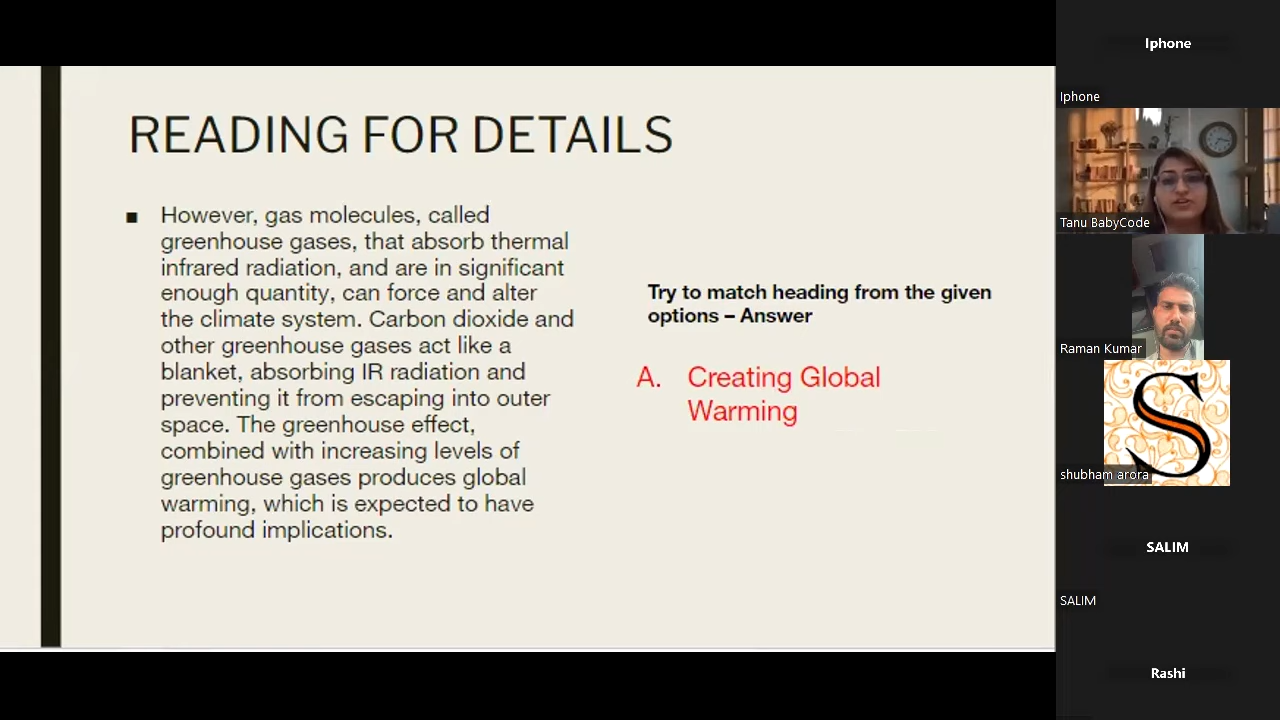 READING FOR DETAILS
■ However, gas molecules, called
greenhouse gases, that absorb thermal
infrared radiation, and are in significant
enough quantity, can force and alter
the climate system. Carbon dioxide and
other greenhouse gases act like a
blanket, absorbing IR radiation and
preventing it from escaping into outer
space. The greenhouse effect,
combined with increasing levels of
greenhouse gases produces global
warming, which is expected to have
profound implications.
Try to match heading from the given
options – Answer
A. Creating Global
Warming
Iphone
Iphone
Tanu BabyCode
Raman Kumar
S
shubham arora
SALIM
SALIM
Rashi